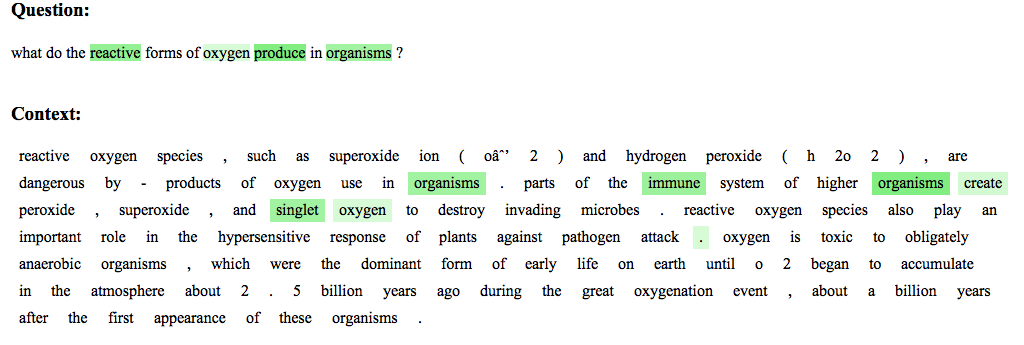 Question:
what do the reactive forms of oxygen produce in organisms ?
Context:
reactive oxygen species , such as superoxide ion ( oâˆ’ 2 ) and hydrogen peroxide ( h 2o 2 ) , are
dangerous by - products of oxygen use in organisms . parts of the immune system of higher organisms create
peroxide , superoxide , and singlet oxygen to destroy invading microbes . reactive oxygen species also play an
important role in the hypersensitive response of plants against pathogen attack . oxygen is toxic to obligately
anaerobic organisms , which were the dominant form of early life on earth until o 2 began to accumulate
in the atmosphere about 2 . 5 billion years ago during the great oxygenation event , about a billion years
after the first appearance of these organisms .